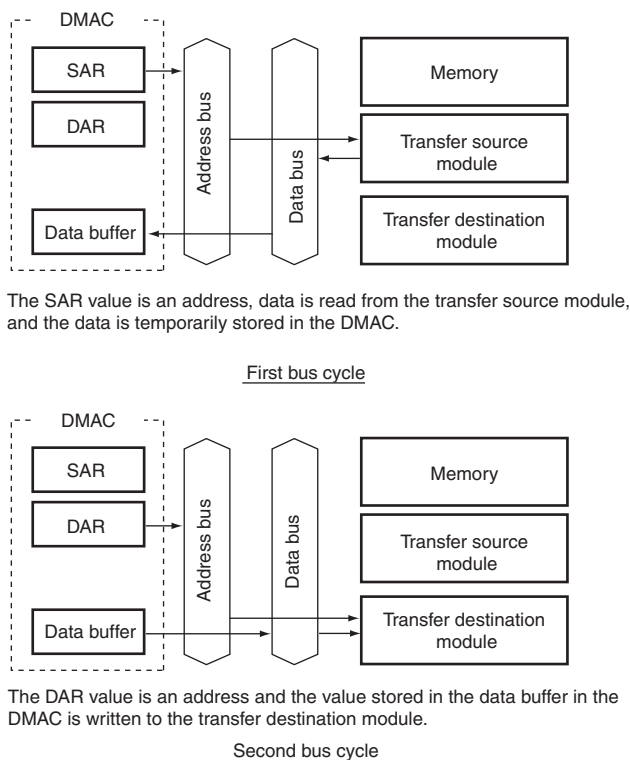 DMAC
SAR
DAR
Data buffer
Address bus
Data bus
Memory
Transfer source
module
Transfer destination
module
The SAR value is an address, data is read from the transfer source module,
and the data is temporarily stored in the DMAC.
First bus cycle
DMAC
SAR
DAR
Data buffer
Address bus
Data bus
Memory
Transfer source
module
Transfer destination
module
The DAR value is an address and the value stored in the data buffer in the
DMAC is written to the transfer destination module.
Second bus cycle